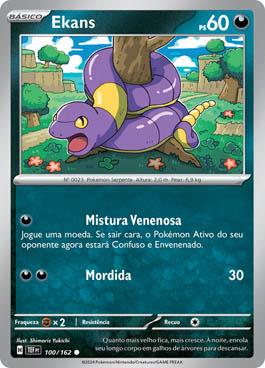 BÁSICO
Ekans
PS60
Nº 0023 Pokémon Serpente Altura: 2,0 m Peso: 6,9 kg
Mistura Venenosa
Jogue uma moeda. Se sair cara, o Pokémon Ativo do seu
oponente agora estará Confuso e Envenenado.
Mordida 30
Fraqueza x2 Resistência Recuo
Ilust. Shimaris Yukichi
H TEF PT 100/162
©2024 Pokémon/Nintendo/Creatures/GAME FREAK
Quanto mais velho fica, mais cresce. À noite, enrola
seu longo corpo em galhos de árvores para descansar.